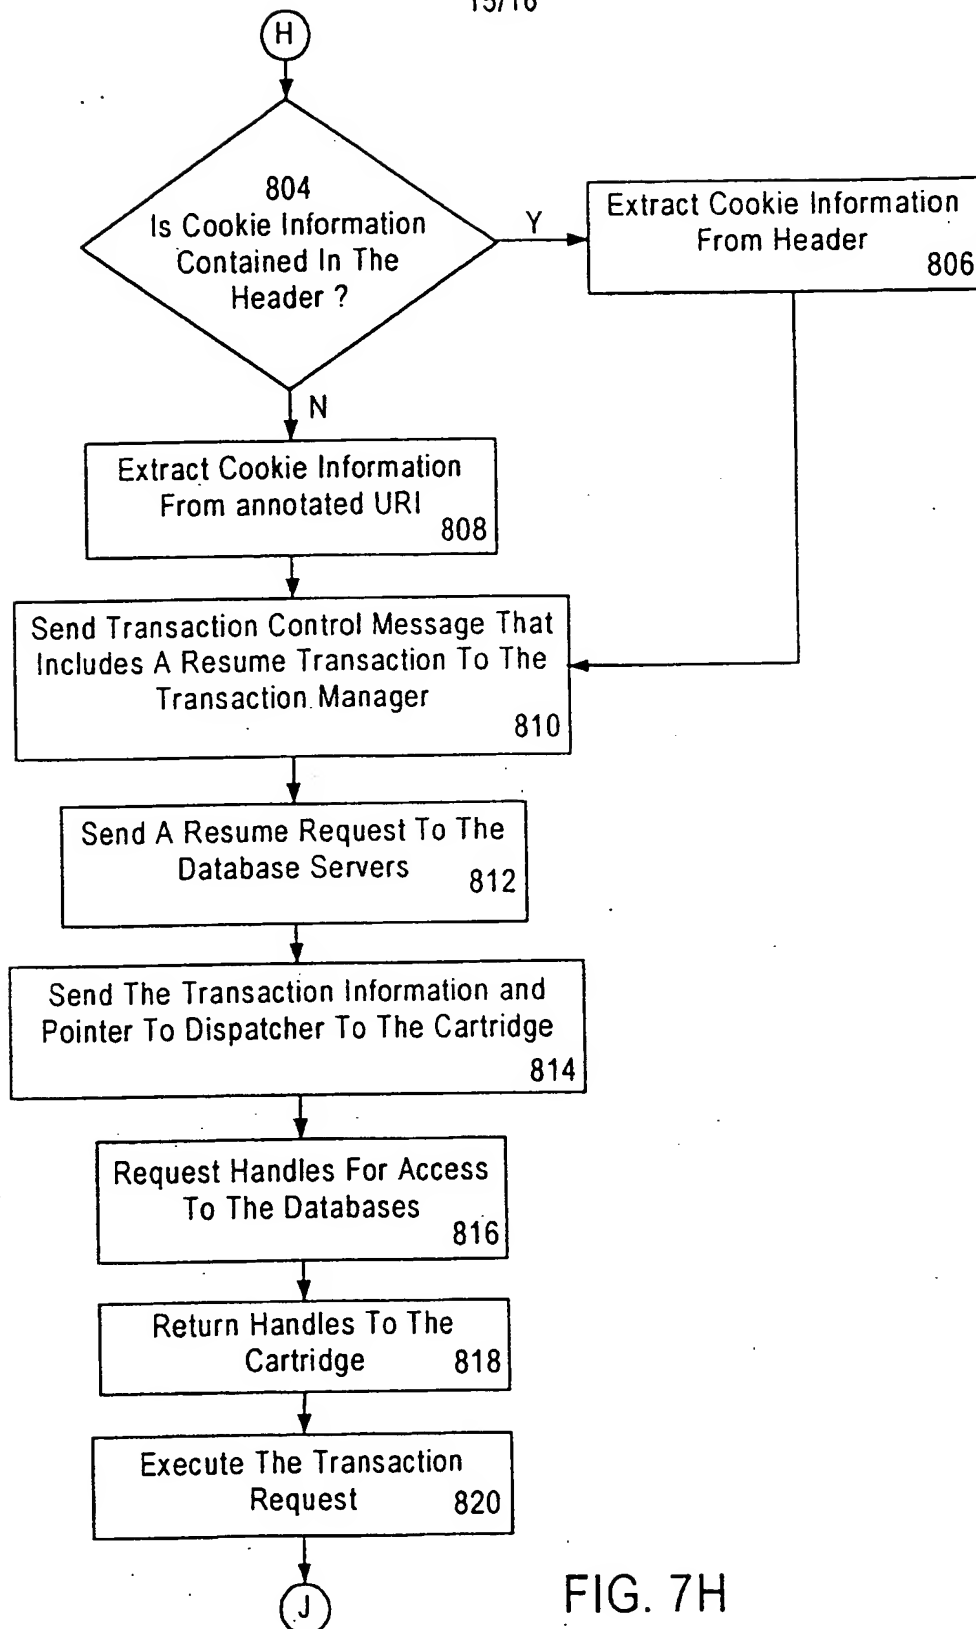 15/16
H
804
Is Cookie Information
Contained In The
Header ?
Y
Extract Cookie Information
From Header
806
N
Extract Cookie Information
From annotated URI
808
Send Transaction Control Message That
Includes A Resume Transaction To The
Transaction Manager
810
Send A Resume Request To The
Database Servers
812
Send The Transaction Information and
Pointer To Dispatcher To The Cartridge
814
Request Handles For Access
To The Databases
816
Return Handles To The
Cartridge
818
Execute The Transaction
Request
820
J
FIG. 7H